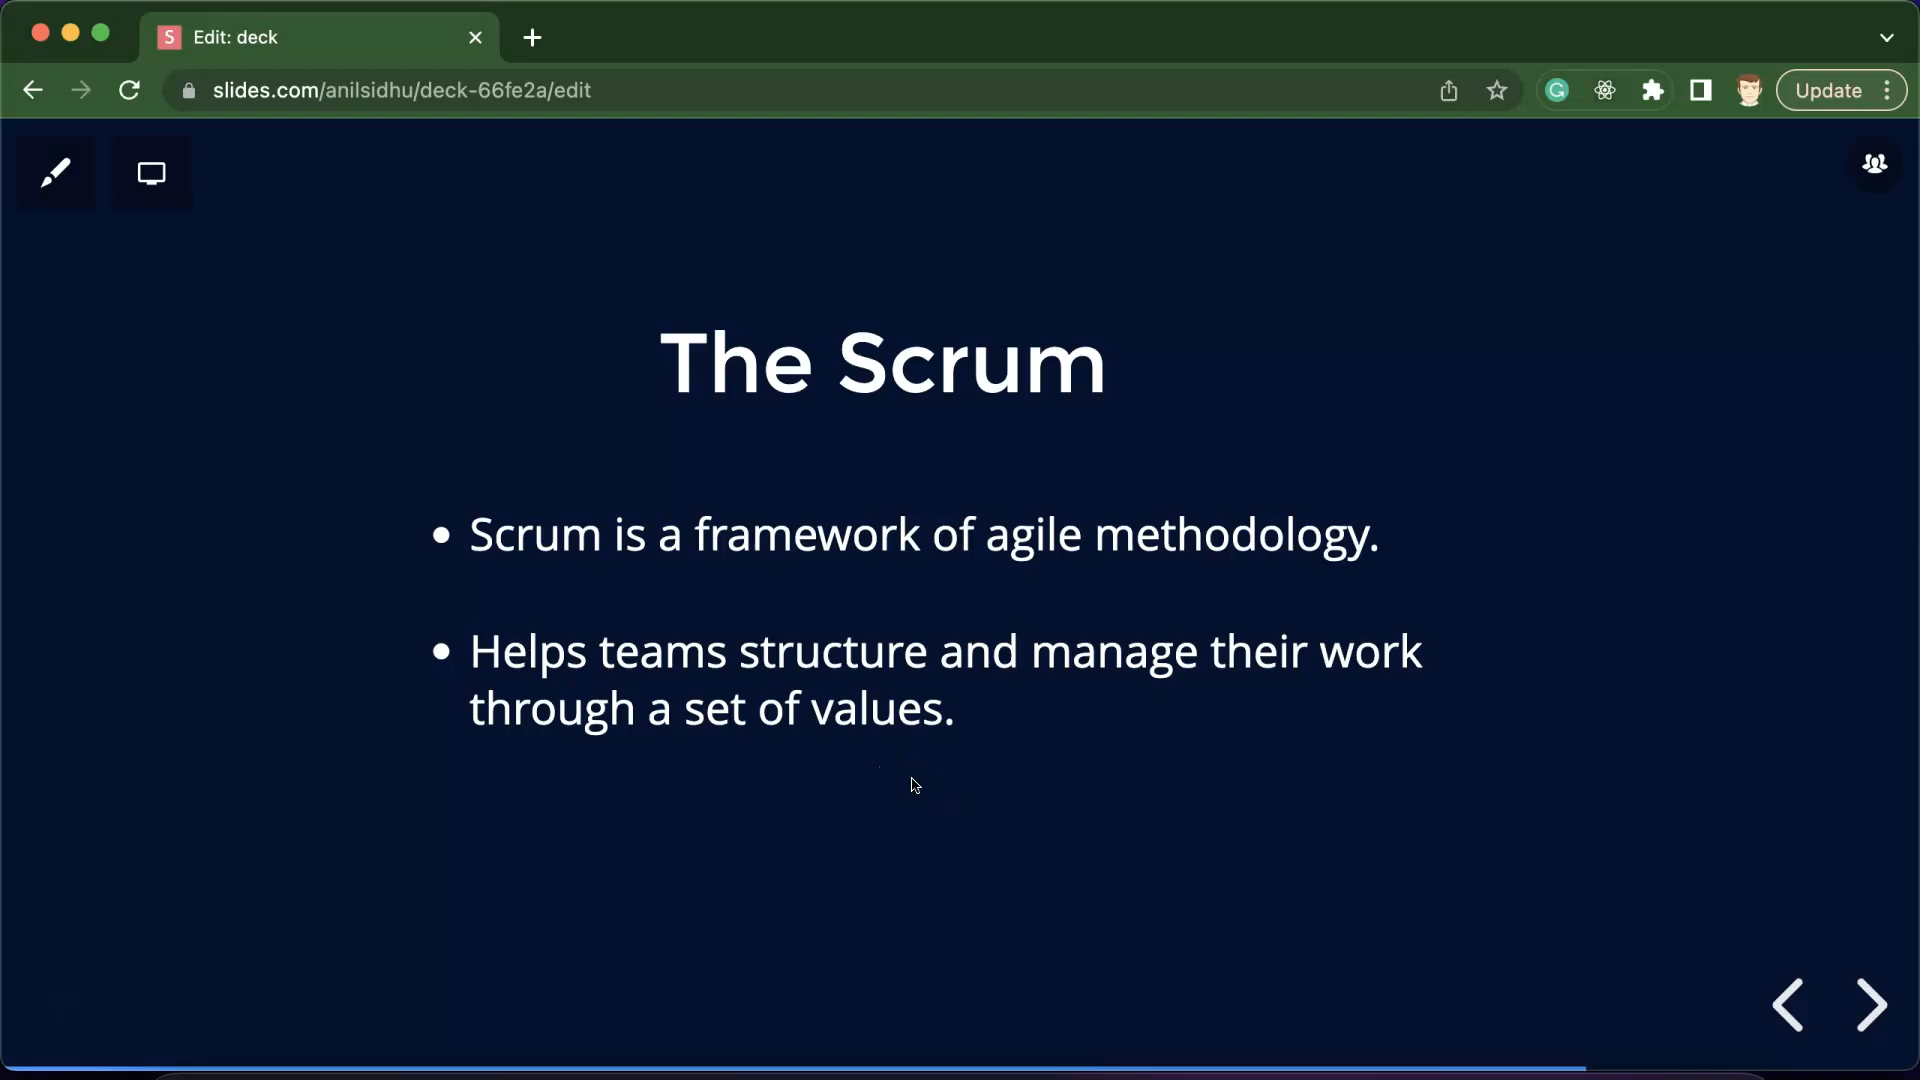 S Edit: deck
slides.com/anilsidhu/deck-66fe2a/edit
Update
The Scrum
• Scrum is a framework of agile methodology.
• Helps teams structure and manage their work
through a set of values.